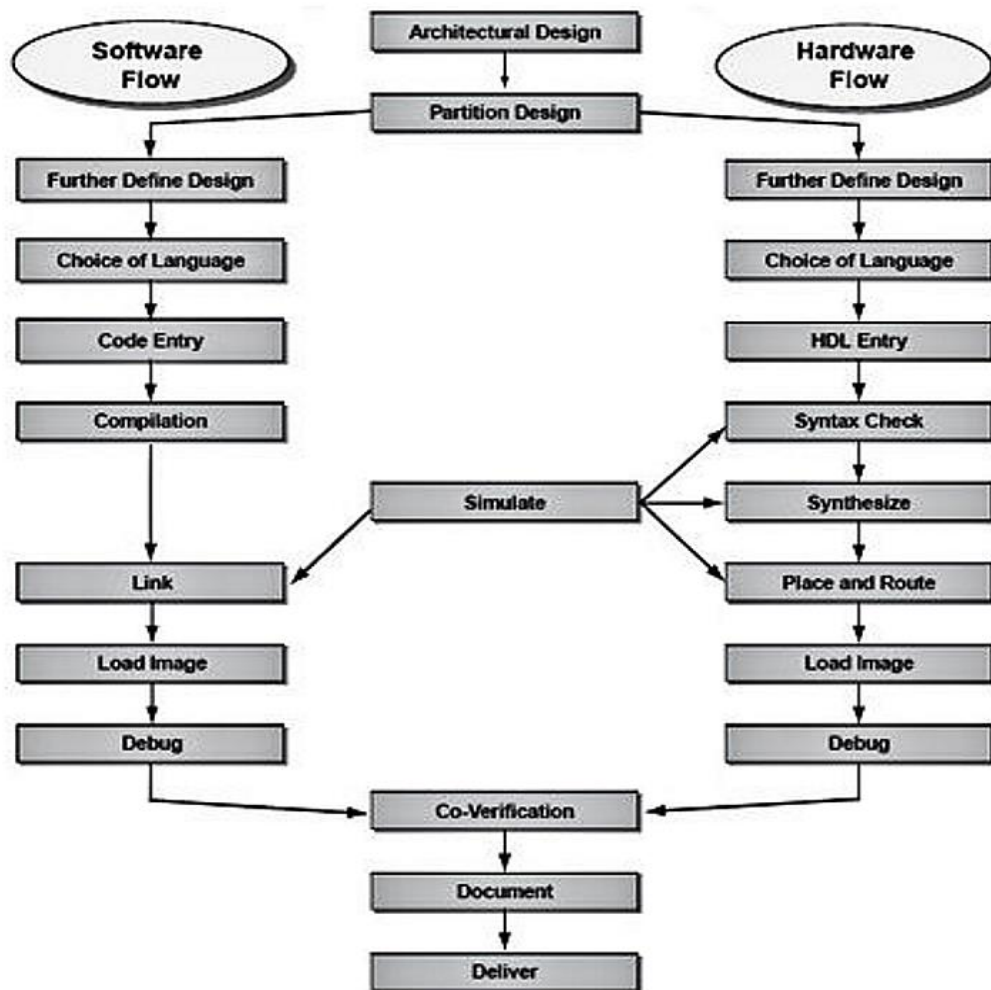 Software
Flow
Architectural Design
Hardware
Flow
Partition Design
Further Define Design
Further Define Design
Choice of Language
Choice of Language
Code Entry
HDL Entry
Compilation
Syntax Check
Simulate
Synthesize
Link
Place and Route
Load Image
Load Image
Debug
Debug
Co-Verification
Document
Deliver